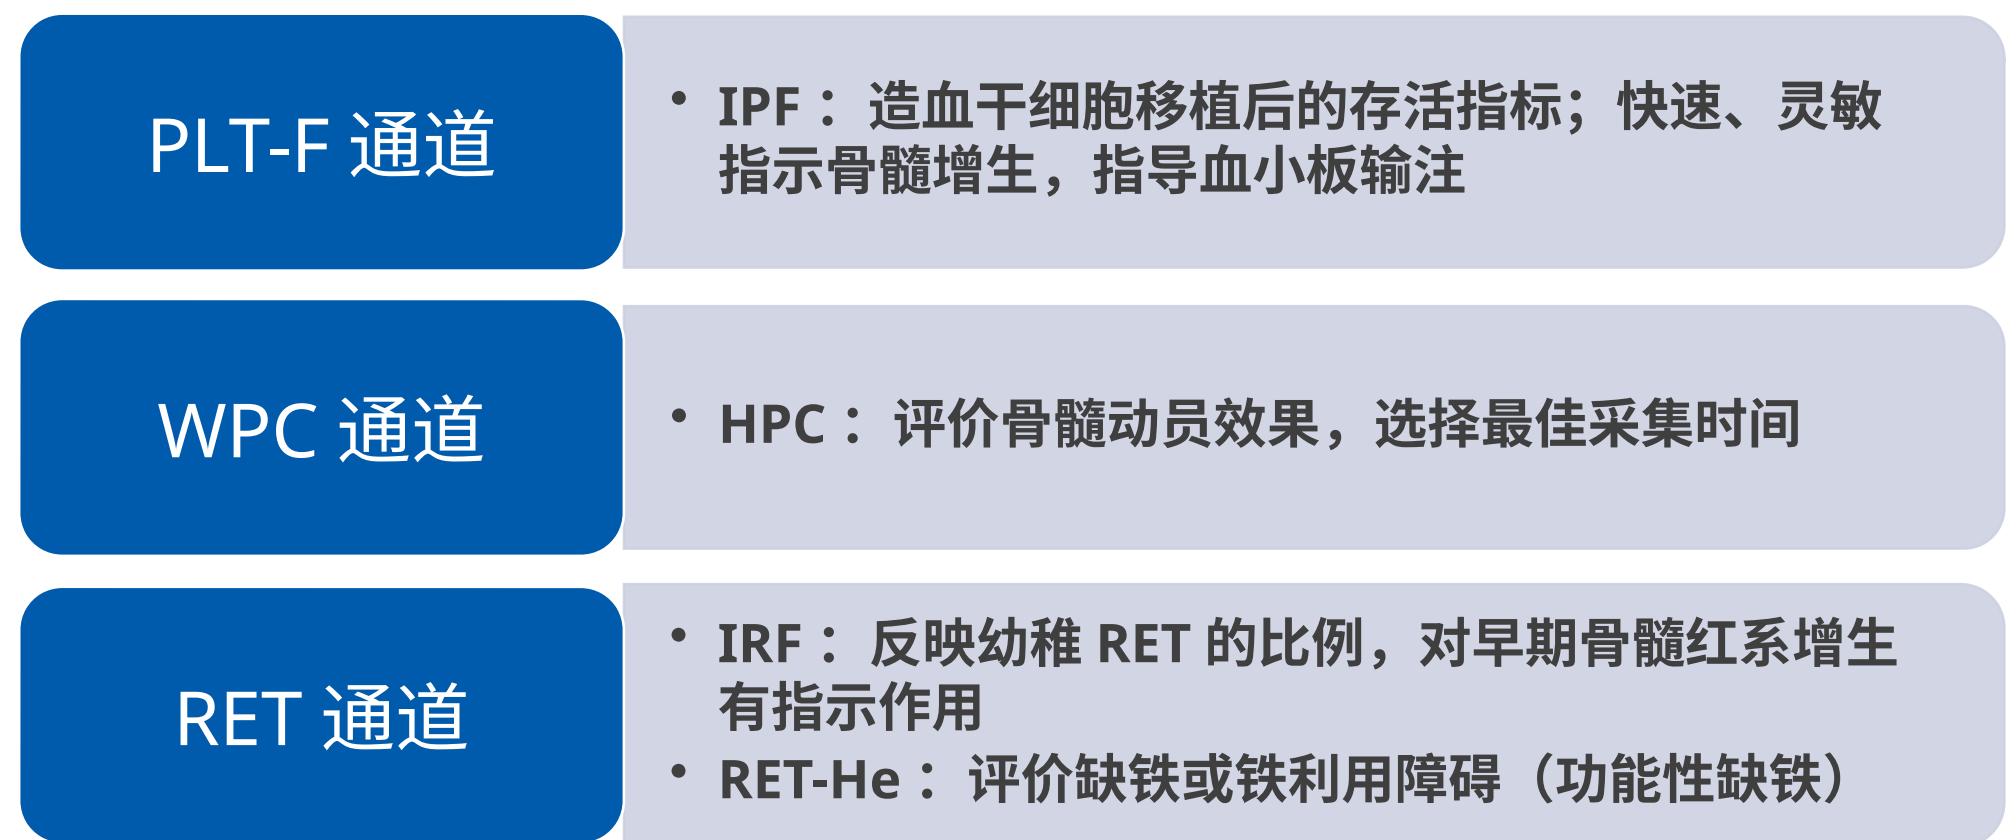 PLT-F 通道
• IPF： 造血干细胞移植后的存活指标；快速、灵敏
指示骨髓增生，指导血小板输注
WPC 通道
• HPC： 评价骨髓动员效果，选择最佳采集时间
RET 通道
• IRF： 反映幼稚 RET 的比例，对早期骨髓红系增生
有指示作用
• RET-He： 评价缺铁或铁利用障碍（功能性缺铁）